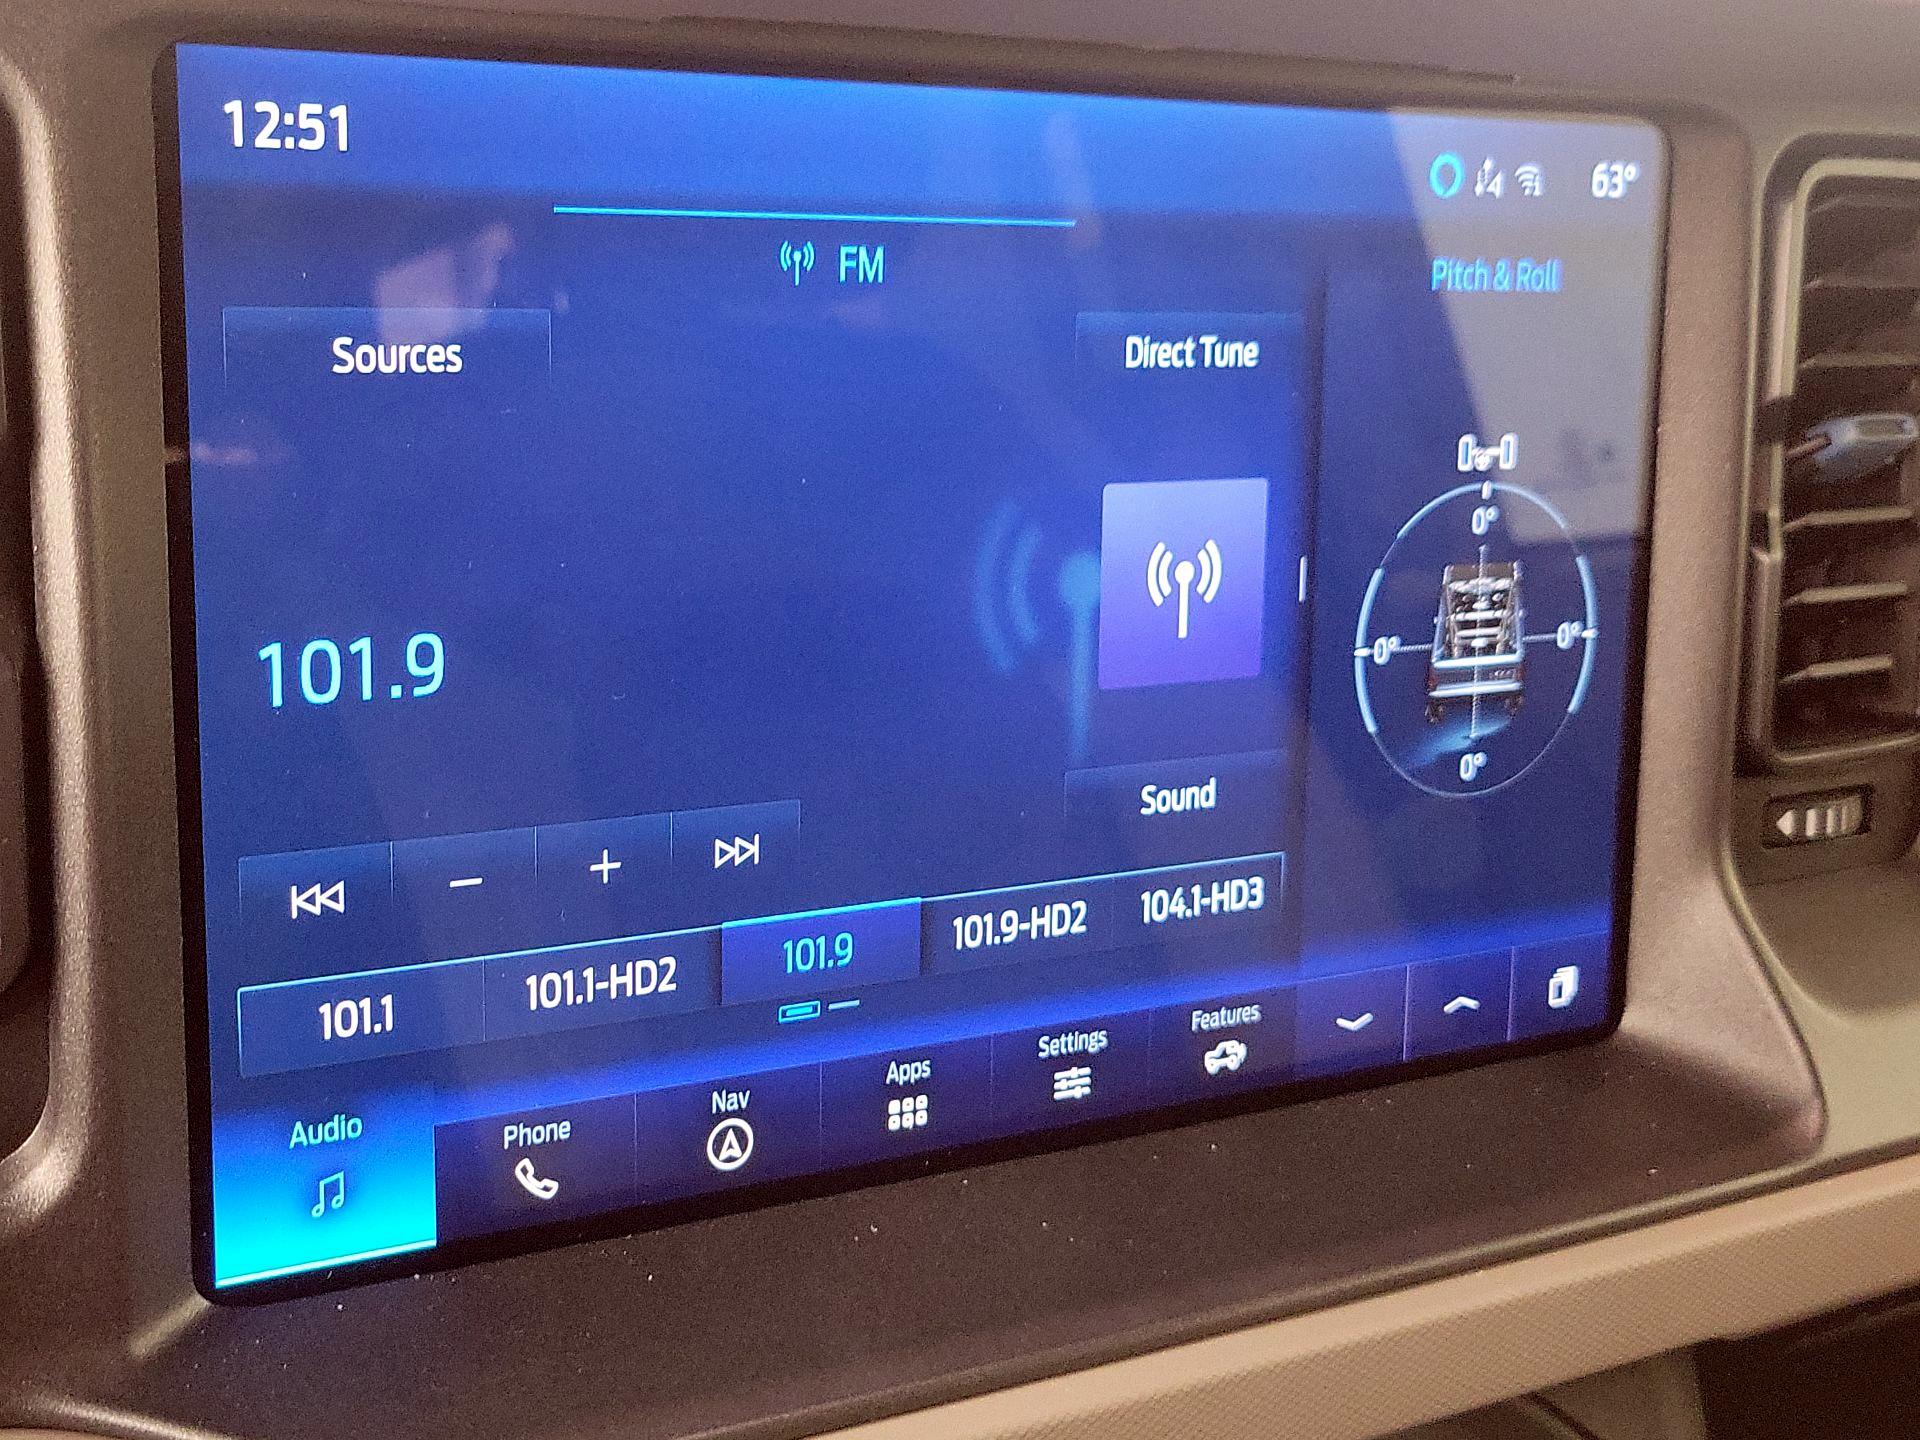 12:51
63°
FM
Pitch & Roll
Sources
Direct Tune
0°
0°
0°
101.9
0°
Sound
101.1
101.1-HD2
101.9
101.9-HD2
104.1-HD3
Audio
Phone
Nav
Apps
Settings
Features